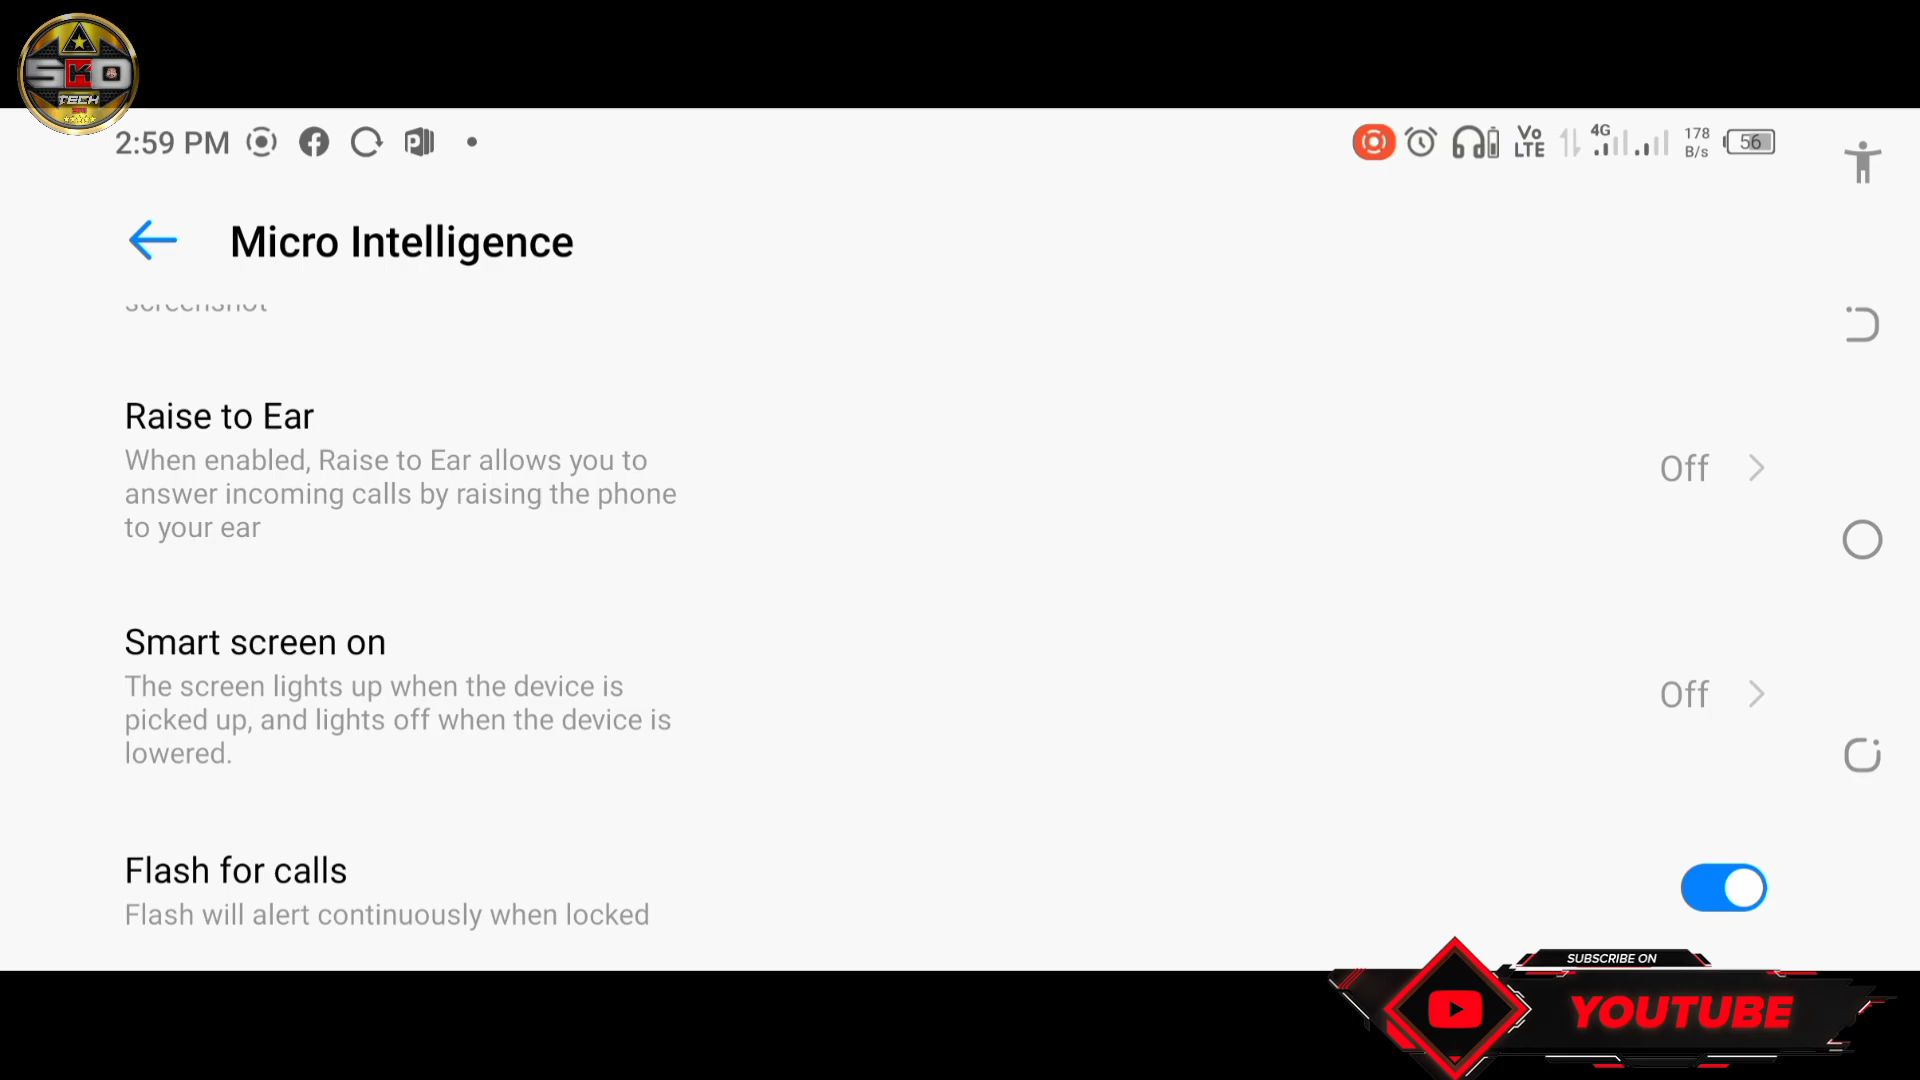 SKO
TECH
2:59 PM
Vo
LTE
4G
178
B/s
56
Micro Intelligence
screenshot
Raise to Ear
When enabled, Raise to Ear allows you to
answer incoming calls by raising the phone
to your ear
Off
Smart screen on
The screen lights up when the device is
picked up, and lights off when the device is
lowered.
Off
Flash for calls
Flash will alert continuously when locked
SUBSCRIBE ON
YOUTUBE